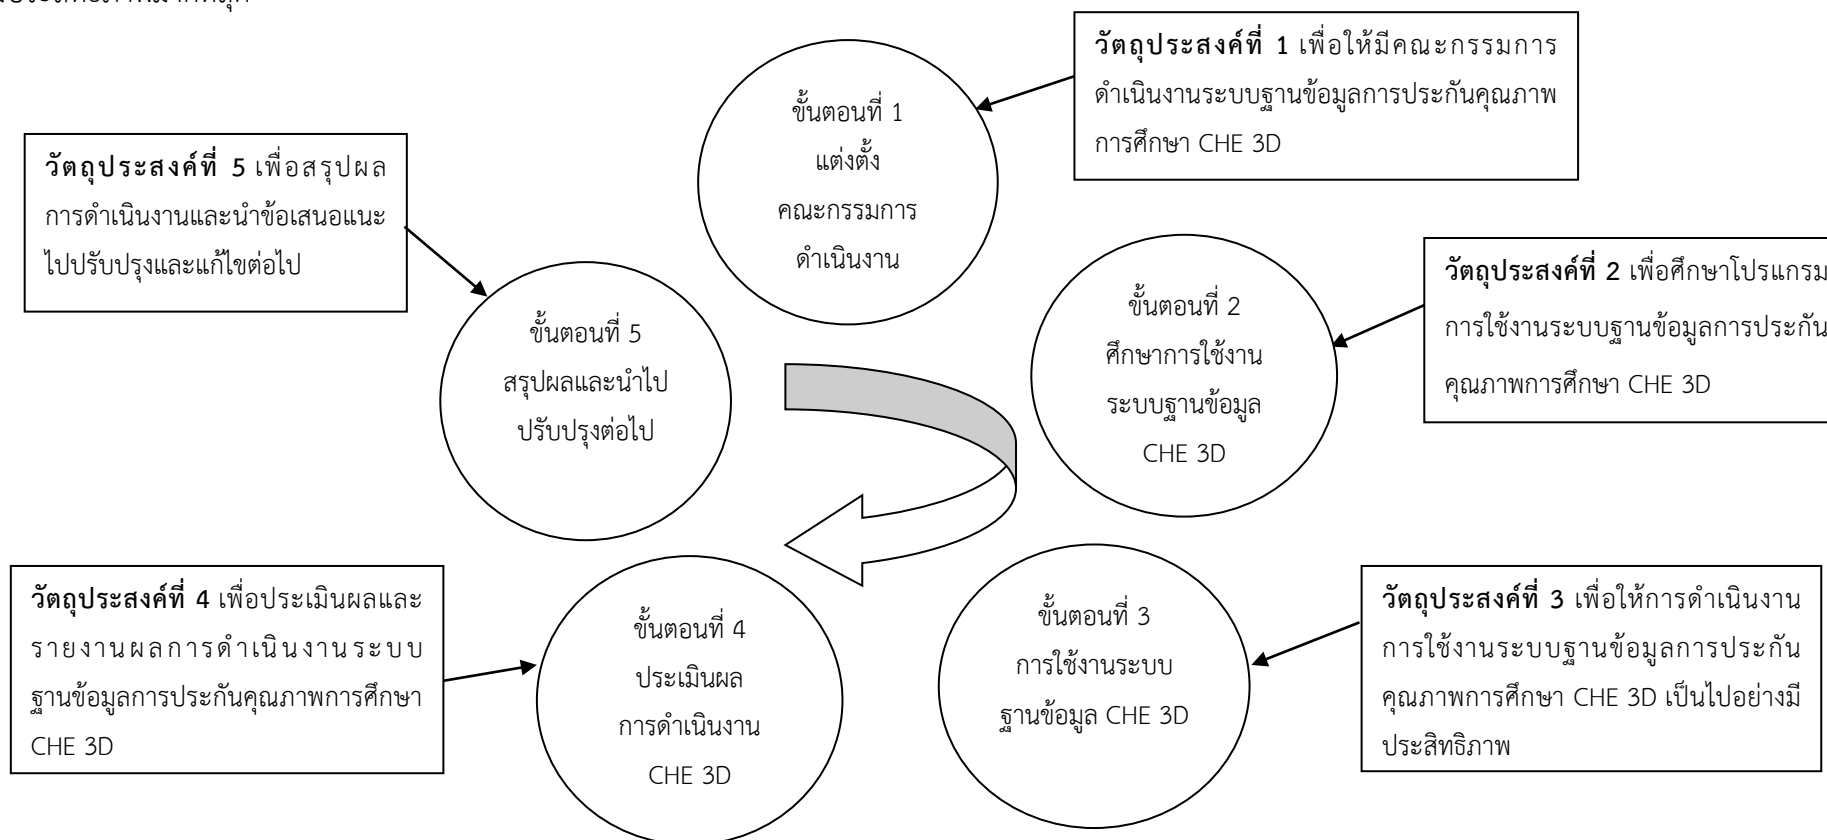 วัตถุประสงค์ที่ 1 เพื่อให้มีคณะกรรมการ
ดำเนินงานระบบฐานข้อมูลการประกันคุณภาพ
การศึกษา CHE 3D
ขั้นตอนที่ 1
แต่งตั้ง
คณะกรรมการ
ดำเนินงาน
วัตถุประสงค์ที่ 2 เพื่อศึกษาโปรแกรม
การใช้งานระบบฐานข้อมูลการประกัน
คุณภาพการศึกษา CHE 3D
ขั้นตอนที่ 2
ศึกษาการใช้งาน
ระบบฐานข้อมูล
CHE 3D
วัตถุประสงค์ที่ 3 เพื่อให้การดำเนินงาน
การใช้งานระบบฐานข้อมูลการประกัน
คุณภาพการศึกษา CHE 3D เป็นไปอย่างมี
ประสิทธิภาพ
ขั้นตอนที่ 3
การใช้งานระบบ
ฐานข้อมูล CHE 3D
วัตถุประสงค์ที่ 4 เพื่อประเมินผลและ
รายงานผลการดำเนินงานระบบ
ฐานข้อมูลการประกันคุณภาพการศึกษา
CHE 3D
ขั้นตอนที่ 4
ประเมินผล
การดำเนินงาน
CHE 3D
วัตถุประสงค์ที่ 5 เพื่อสรุปผล
การดำเนินงานและนำข้อเสนอแนะ
ไปปรับปรุงและแก้ไขต่อไป
ขั้นตอนที่ 5
สรุปผลและนำไป
ปรับปรุงต่อไป